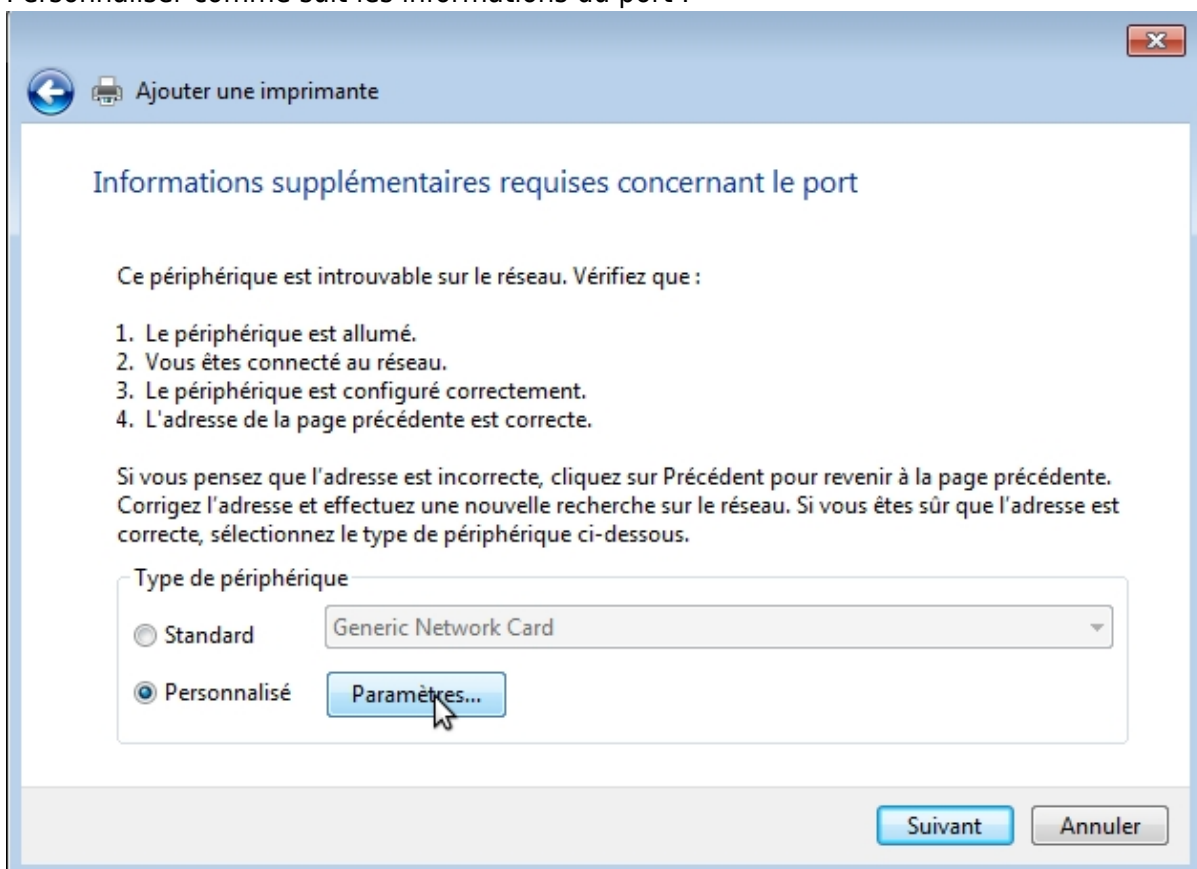 Personnaliser comme suit les informations du port :
Ajouter une imprimante
Informations supplémentaires requises concernant le port
Ce périphérique est introuvable sur le réseau. Vérifiez que :
1. Le périphérique est allumé.
2. Vous êtes connecté au réseau.
3. Le périphérique est configuré correctement.
4. L'adresse de la page précédente est correcte.
Si vous pensez que l'adresse est incorrecte, cliquez sur Précédent pour revenir à la page précédente.
Corrigez l'adresse et effectuez une nouvelle recherche sur le réseau. Si vous êtes sûr que l'adresse est
correcte, sélectionnez le type de périphérique ci-dessous.
Type de périphérique
Standard Generic Network Card
Personnalisé Paramètres...
Suivant Annuler